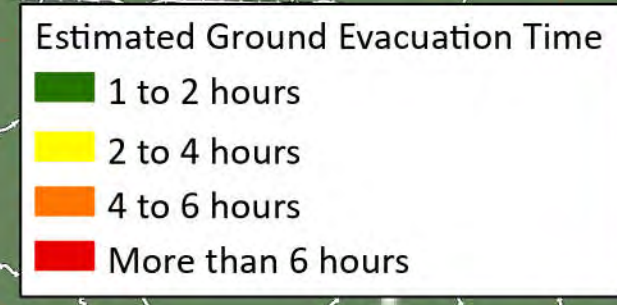 Estimated Ground Evacuation Time
1 to 2 hours
2 to 4 hours
4 to 6 hours
More than 6 hours